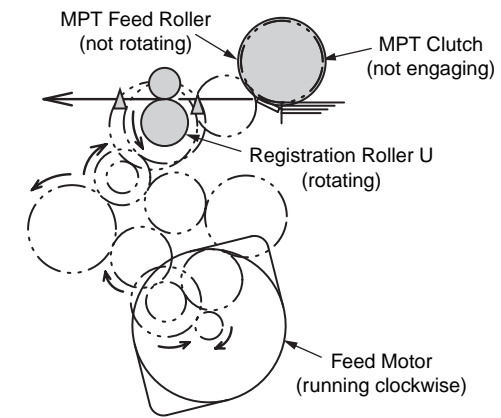 MPT Feed Roller
(not rotating)
MPT Clutch
(not engaging)
Registration Roller U
(rotating)
Feed Motor
(running clockwise)